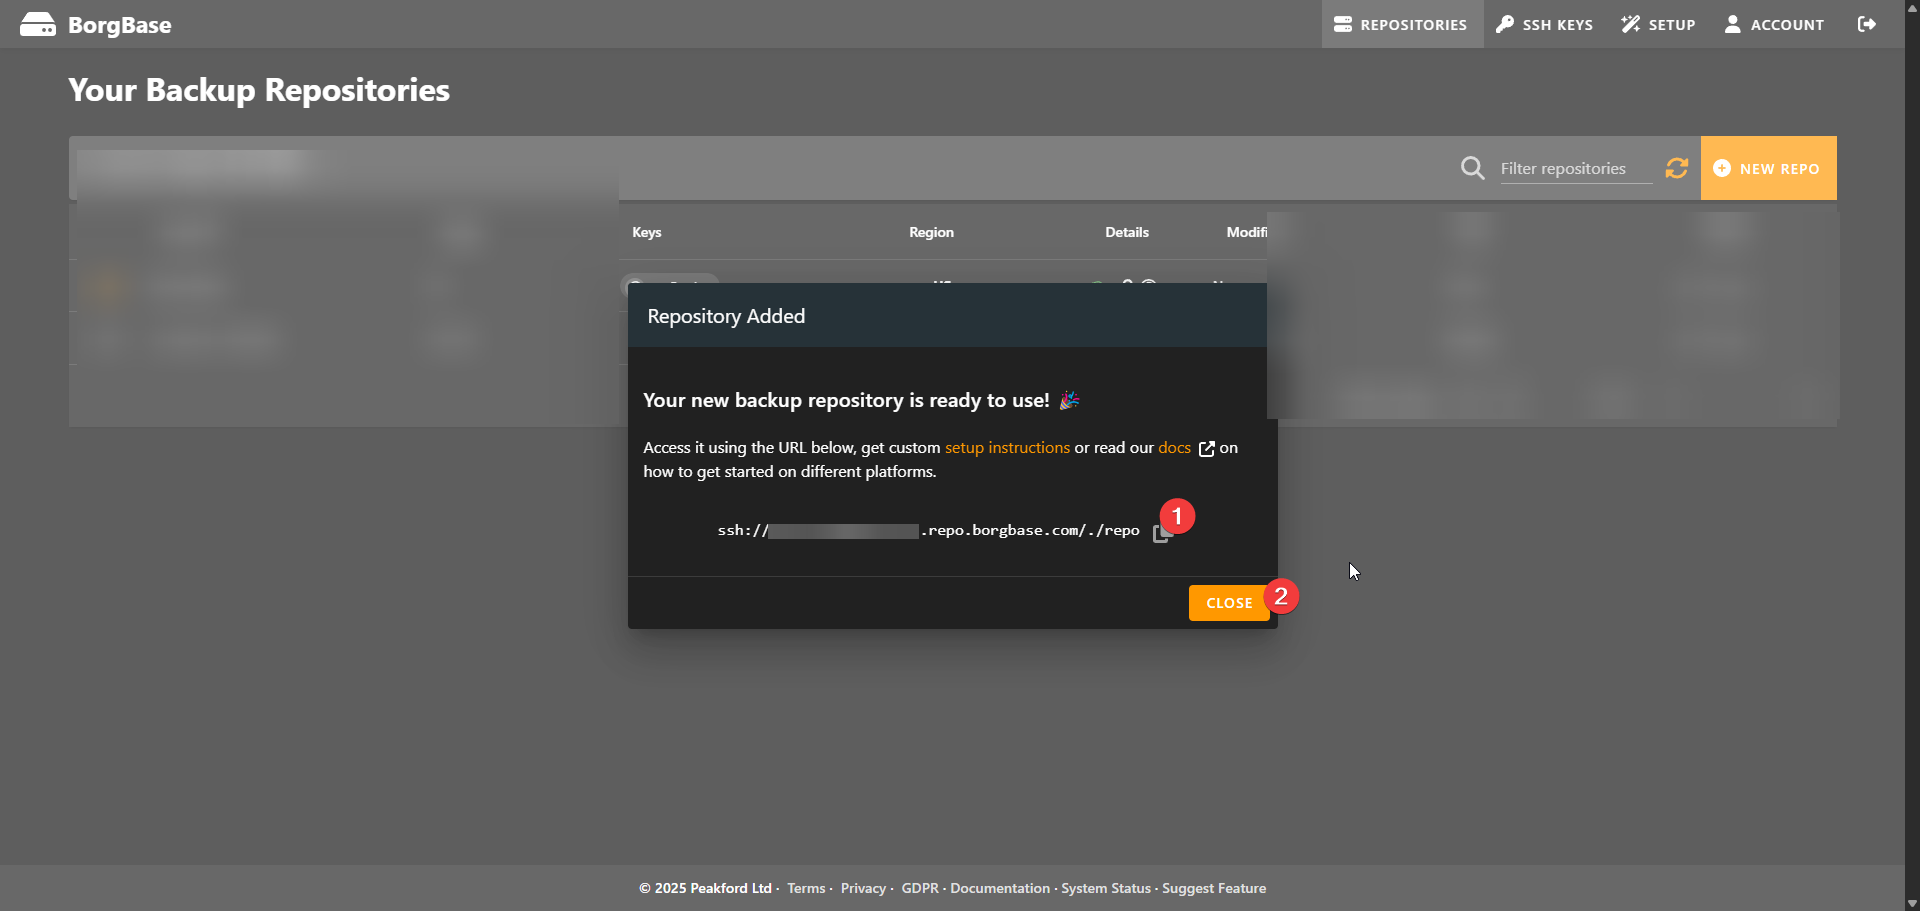 BorgBase
REPOSITORIES
SSH KEYS
SETUP
ACCOUNT
Your Backup Repositories
Filter repositories
NEW REPO
Keys
Region
Details
Repository Added
Your new backup repository is ready to use! 🎉
Access it using the URL below, get custom setup instructions or read our docs on
how to get started on different platforms.
ssh://
.repo.borgbase.com/./repo
1
CLOSE
2
© 2025 Peakford Ltd · Terms · Privacy · GDPR · Documentation · System Status · Suggest Feature